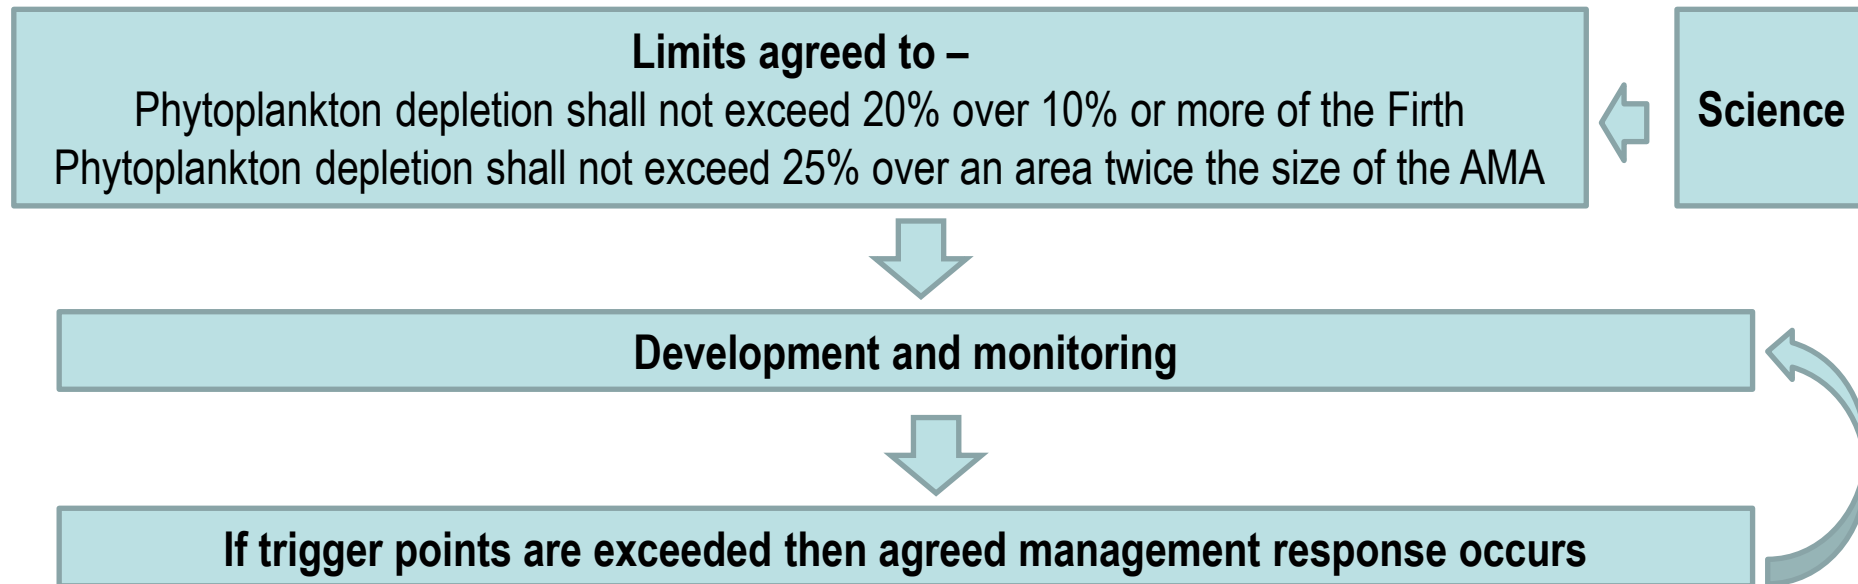 Limits agreed to –
Phytoplankton depletion shall not exceed 20% over 10% or more of the Firth
Phytoplankton depletion shall not exceed 25% over an area twice the size of the AMA
Science
Development and monitoring
If trigger points are exceeded then agreed management response occurs